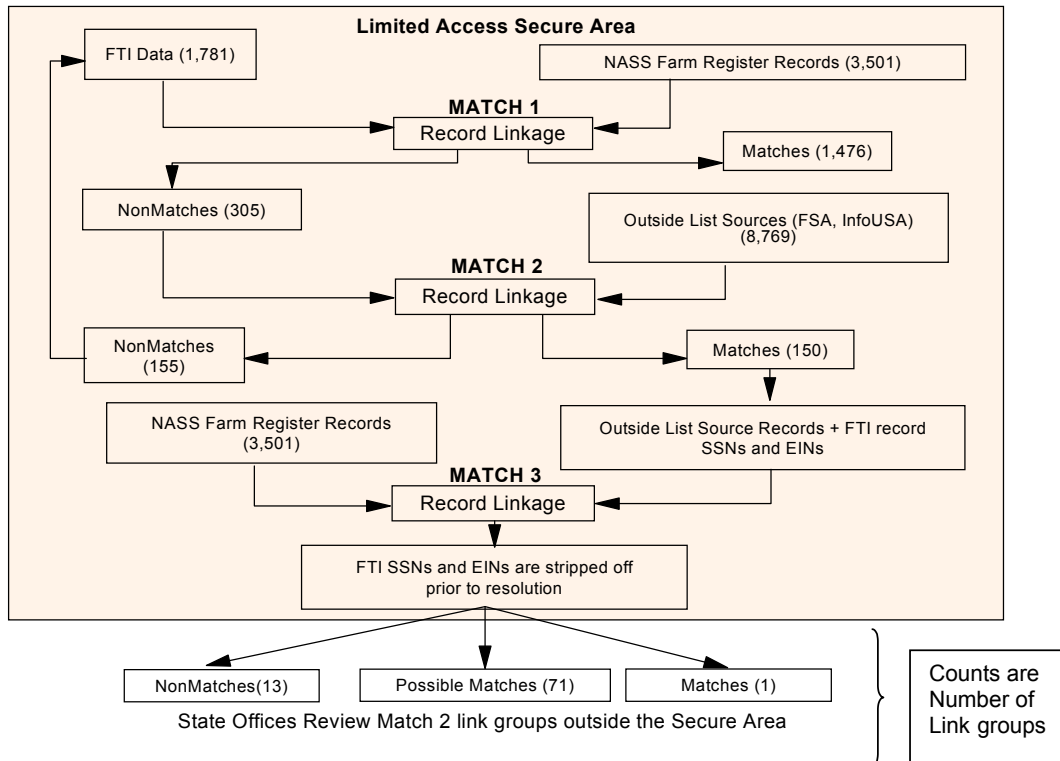 Limited Access Secure Area
FTI Data (1,781)
NASS Farm Register Records (3,501)
MATCH 1
Record Linkage
Matches (1,476)
NonMatches (305)
Outside List Sources (FSA, InfoUSA)
(8,769)
MATCH 2
Record Linkage
NonMatches
(155)
Matches (150)
NASS Farm Register Records
(3,501)
Outside List Source Records + FTI record
SSNs and EINs
MATCH 3
Record Linkage
FTI SSNs and EINs are stripped off
prior to resolution
NonMatches(13)
Possible Matches (71)
Matches (1)
State Offices Review Match 2 link groups outside the Secure Area
Counts are
Number of
Link groups